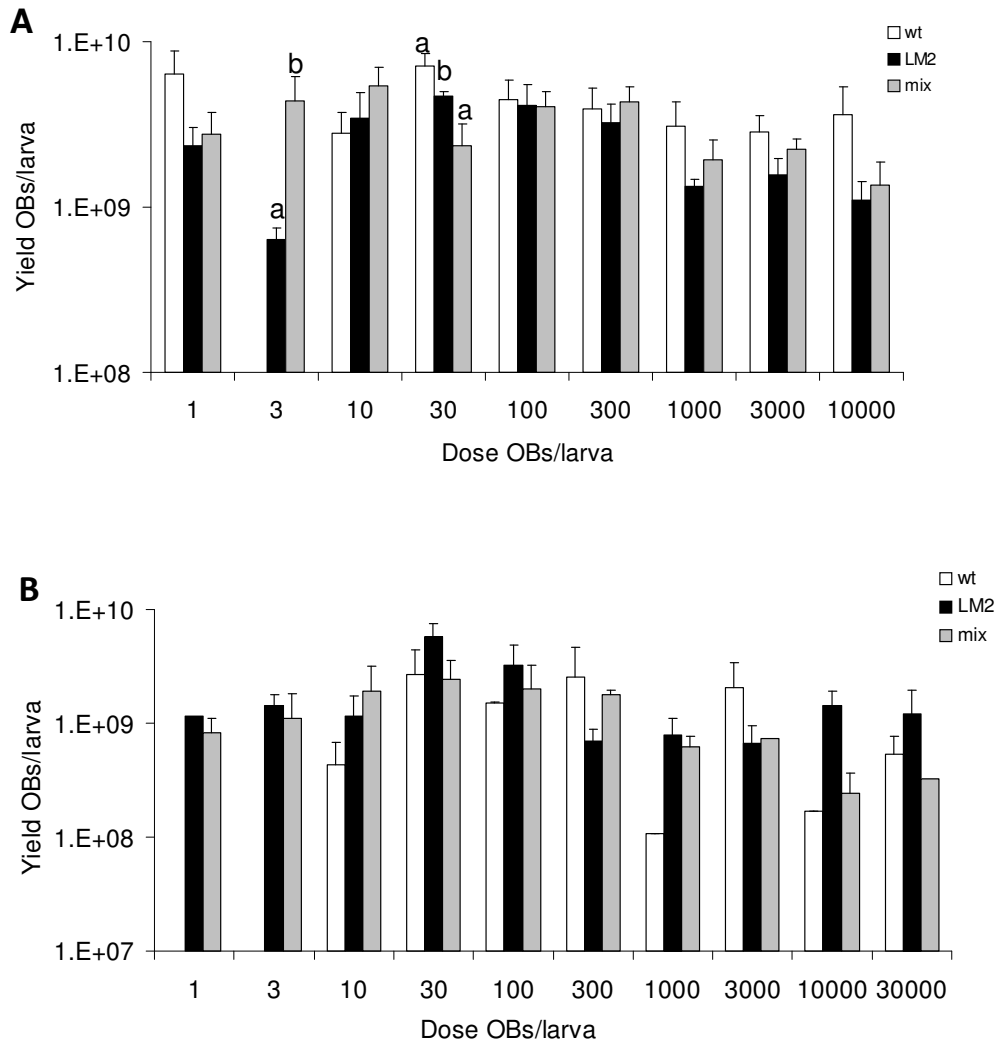 A
wt
LM2
mix
Yield OBs/larva
1.E+10
1.E+09
1.E+08
a
b
a
b
a
1 3 10 30 100 300 1000 3000 10000
Dose OBs/larva
B
wt
LM2
mix
Yield OBs/larva
1.E+10
1.E+09
1.E+08
1.E+07
1 3 10 30 100 300 1000 3000 10000 30000
Dose OBs/larva